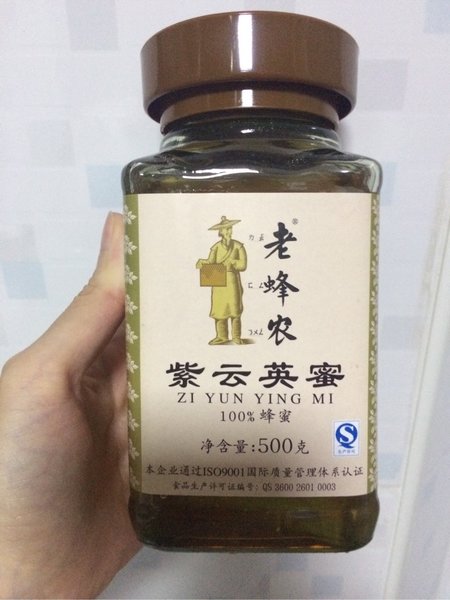 老蜂农®
紫云英蜜
ZI YUN YING MI
100% 蜂蜜
净含量:500克
本企业通过ISO9001国际质量管理体系认证
食品生产许可证编号: QS 3600 2601 0003